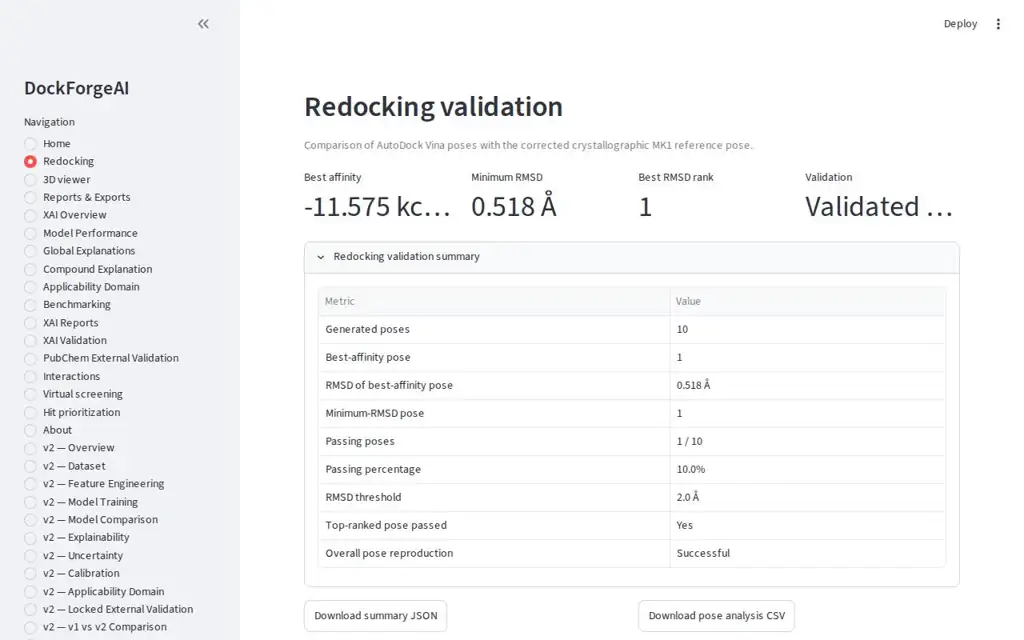 Deploy
DockForgeAI
Navigation
Home
Redocking
3D viewer
Reports & Exports
XAI Overview
Model Performance
Global Explanations
Compound Explanation
Applicability Domain
Benchmarking
XAI Reports
XAI Validation
PubChem External Validation
Interactions
Virtual screening
Hit prioritization
About
v2 — Overview
v2 — Dataset
v2 — Feature Engineering
v2 — Model Training
v2 — Model Comparison
v2 — Explainability
v2 — Uncertainty
v2 — Calibration
v2 — Applicability Domain
v2 — Locked External Validation
v2 — v1 vs v2 Comparison
Redocking validation
Comparison of AutoDock Vina poses with the corrected crystallographic MK1 reference pose.
Best affinity Minimum RMSD Best RMSD rank Validation
-11.575 kc... 0.518 Å 1 Validated ...
Redocking validation summary
Metric Value
Generated poses 10
Best-affinity pose 1
RMSD of best-affinity pose 0.518 Å
Minimum-RMSD pose 1
Passing poses 1 / 10
Passing percentage 10.0%
RMSD threshold 2.0 Å
Top-ranked pose passed Yes
Overall pose reproduction Successful
Download summary JSON Download pose analysis CSV